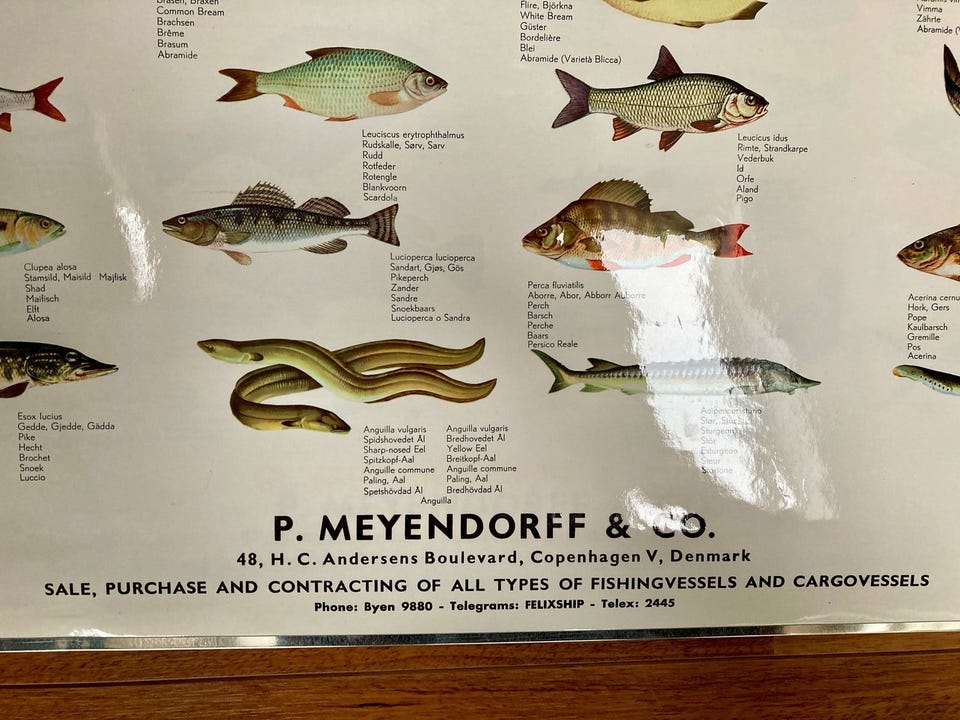 Brasen, Braxen
Common Bream
Brachsen
Brême
Brasum
Abramide
Flire, Björkna
White Bream
Güster
Bordelière
Blei
Abramide (Varietà Blicca)
Vimma
Zährte
Leuciscus erytrophthalmus
Rudskalle, Sørv, Sarv
Rudd
Rotfeder
Rotengle
Blankvoorn
Scardola
Leucicus idus
Rimte, Strandkarpe
Vederbuk
Id
Orfe
Aland
Pigo
Clupea alosa
Stamsild, Maisild Majfisk
Shad
Maifisch
Elft
Alosa
Lucioperca lucioperca
Sandart, Gjøs, Gös
Pikeperch
Zander
Sandre
Snoekbaars
Lucioperca o Sandra
Perca fluviatilis
Aborre, Abor, Abborr Abborre
Perch
Barsch
Perche
Baars
Persico Reale
Acerina
Hork, Gers
Pope
Kaulbarsch
Gremille
Pos
Acerina
Esox lucius
Gedde, Gjedde, Gädda
Pike
Hecht
Brochet
Snoek
Luccio
Anguilla vulgaris
Spidshovedet Ål
Sharp-nosed Eel
Spitzkopf-Aal
Anguille commune
Paling, Aal
Spetshövdad Ål
Anguilla vulgaris
Bredhovedet Ål
Yellow Eel
Breitkopf-Aal
Anguille commune
Paling, Aal
Bredhövdad Ål
Anguilla
Sturgeon
Stör
Esturgeon
Steur
Storione
P. MEYENDORFF & CO.
48, H. C. Andersens Boulevard, Copenhagen V, Denmark
SALE, PURCHASE AND CONTRACTING OF ALL TYPES OF FISHINGVESSELS AND CARGOVESSELS
Phone: Byen 9880 - Telegrams: FELIXSHIP - Telex: 2445